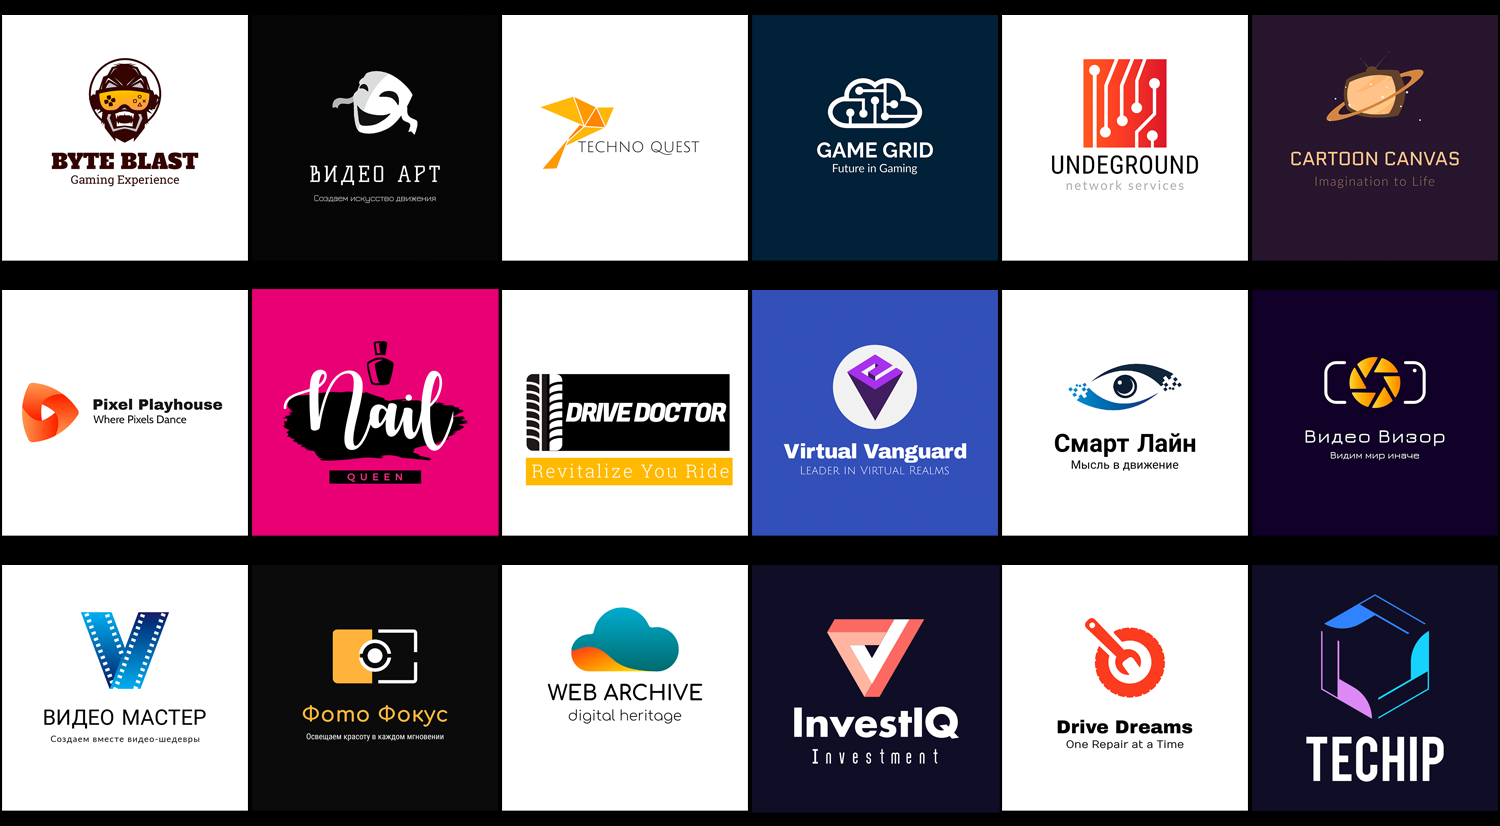 BYTE BLAST
Gaming Experience
ВИДЕО АРТ
Создаем искусство движения
TECHNO QUEST
GAME GRID
Future in Gaming
UNDEGROUND
network services
CARTOON CANVAS
Imagination to Life
Pixel Playhouse
Where Pixels Dance
Nail
QUEEN
DRIVE DOCTOR
Revitalize You Ride
Virtual Vanguard
LEADER IN VIRTUAL REALMS
Смарт Лайн
Мысль в движение
Видео Визор
Видим мир иначе
ВИДЕО МАСТЕР
Создаем вместе видео-шедевры
Фото Фокус
Освещаем красоту в каждом мгновении
WEB ARCHIVE
digital heritage
InvestIQ
Investment
Drive Dreams
One Repair at a Time
TECHIP